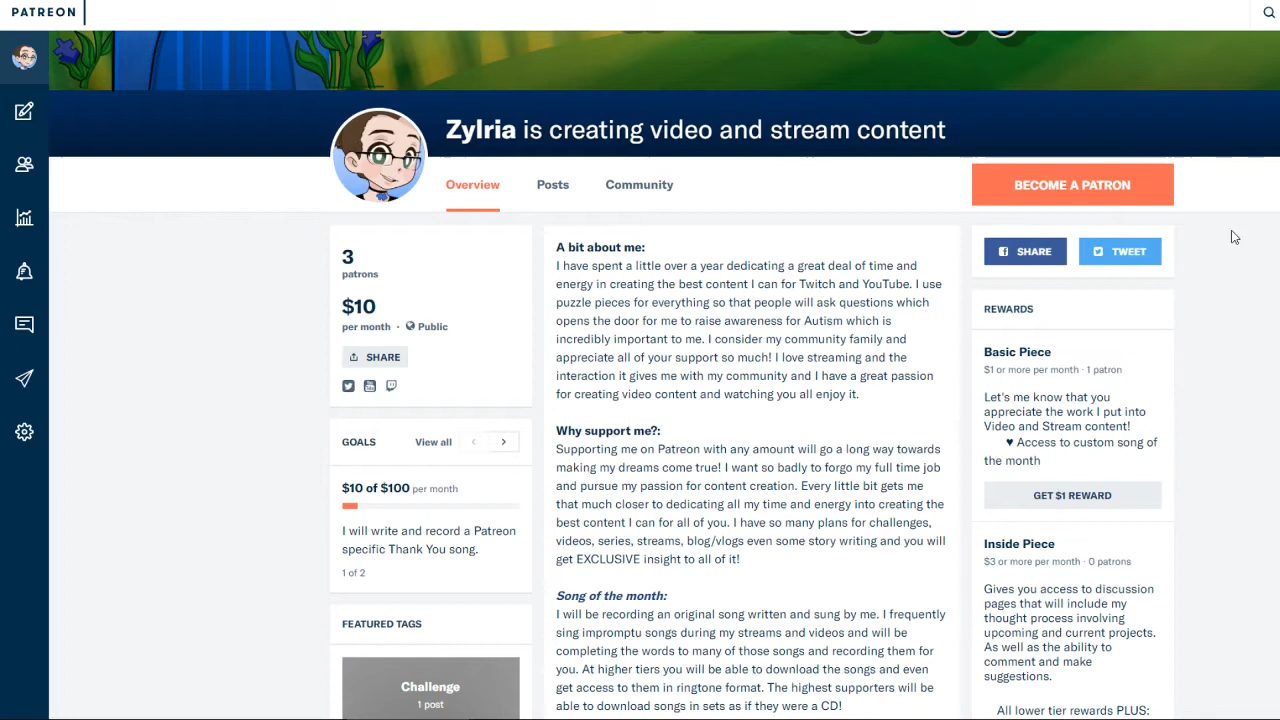 PATREON
Zylria is creating video and stream content
Overview
Posts
Community
BECOME A PATRON
3
patrons
$10
per month · Public
SHARE
GOALS
View all
$10 of $100 per month
I will write and record a Patreon
specific Thank You song.
1 of 2
FEATURED TAGS
Challenge
1 post
A bit about me:
I have spent a little over a year dedicating a great deal of time and
energy in creating the best content I can for Twitch and YouTube. I use
puzzle pieces for everything so that people will ask questions which
opens the door for me to raise awareness for Autism which is
incredibly important to me. I consider my community family and
appreciate all of your support so much! I love streaming and the
interaction it gives me with my community and I have a great passion
for creating video content and watching you all enjoy it.
Why support me?:
Supporting me on Patreon with any amount will go a long way towards
making my dreams come true! I want so badly to forgo my full time job
and pursue my passion for content creation. Every little bit gets me
that much closer to dedicating all my time and energy into creating the
best content I can for all of you. I have so many plans for challenges,
videos, series, streams, blog/vlogs even some story writing and you will
get EXCLUSIVE insight to all of it!
Song of the month:
I will be recording an original song written and sung by me. I frequently
sing impromptu songs during my streams and videos and will be
completing the words to many of those songs and recording them for
you. At higher tiers you will be able to download the songs and even
get access to them in ringtone format. The highest supporters will be
able to download songs in sets as if they were a CD!
SHARE
TWEET
REWARDS
Basic Piece
$1 or more per month · 1 patron
Let's me know that you
appreciate the work I put into
Video and Stream content!
♥ Access to custom song of
the month
GET $1 REWARD
Inside Piece
$3 or more per month · 0 patrons
Gives you access to discussion
pages that will include my
thought process involving
upcoming and current projects.
As well as the ability to
comment and make
suggestions.
All lower tier rewards PLUS: